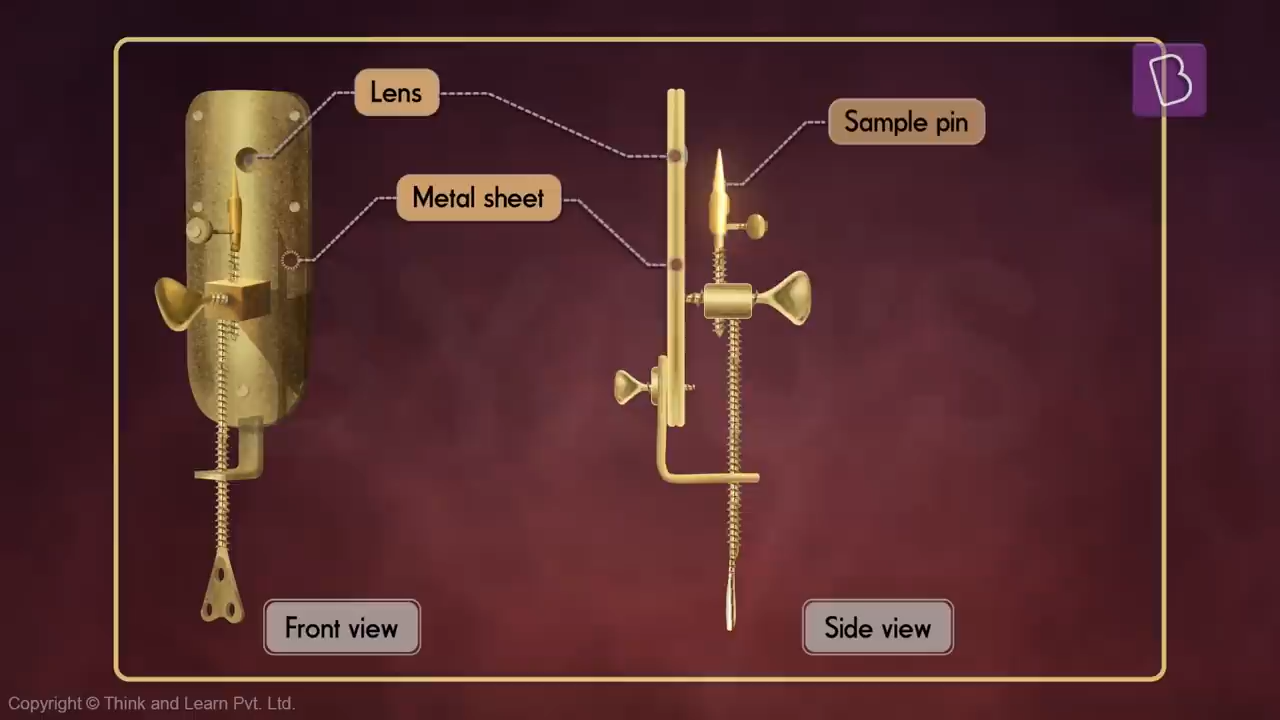 Lens
Sample pin
Metal sheet
Front view
Side view
Copyright © Think and Learn Pvt. Ltd.